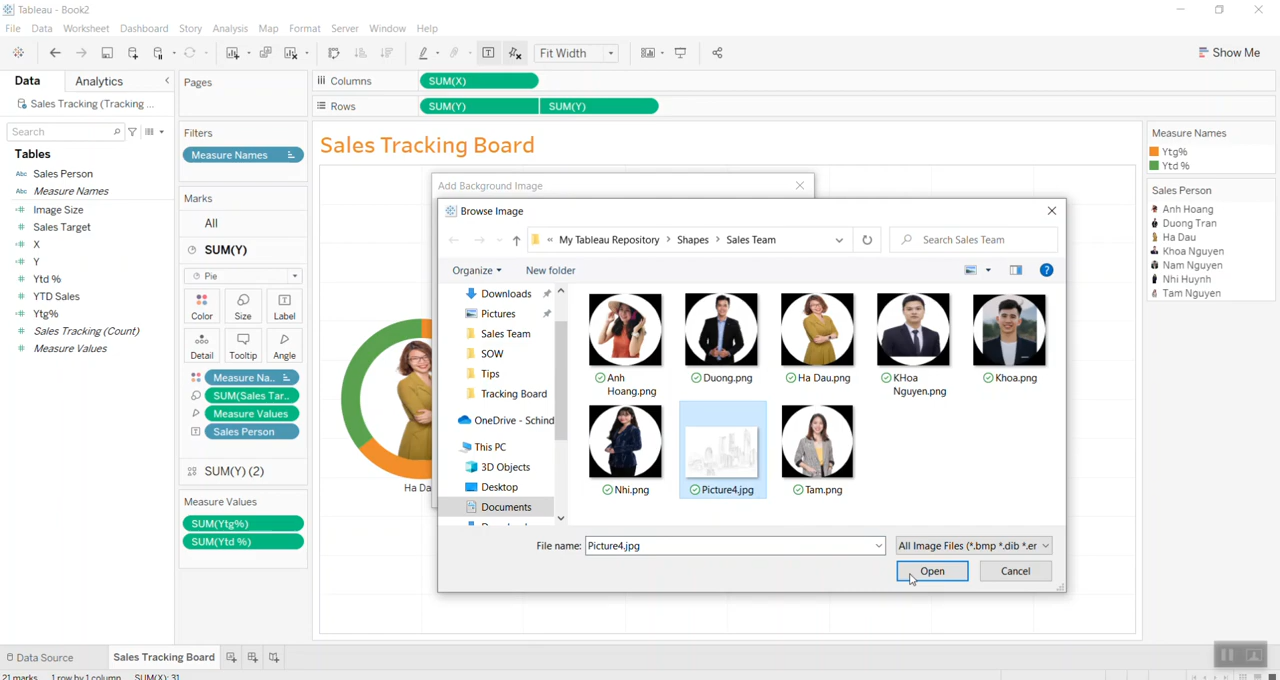 Tableau - Book2
File Data Worksheet Dashboard Story Analysis Map Format Server Window Help
Fit Width
Show Me
Data Analytics
Sales Tracking (Tracking ...
Search
Tables
Abc Sales Person
Abc Measure Names
Image Size
Sales Target
X
Y
Ytd %
YTD Sales
Ytg%
Sales Tracking (Count)
Measure Values
Pages
Filters
Measure Names
Marks
All
SUM(Y)
Pie
Color Size Label
Detail Tooltip Angle
Measure Na..
SUM(Sales Tar..
Measure Values
Sales Person
SUM(Y) (2)
Measure Values
SUM(Ytg%)
SUM(Ytd %)
Columns SUM(X)
Rows SUM(Y) SUM(Y)
Sales Tracking Board
Ha Da
Add Background Image
Browse Image
« My Tableau Repository > Shapes > Sales Team
Search Sales Team
Organize New folder
Downloads
Pictures
Sales Team
SOW
Tips
Tracking Board
OneDrive - Schind
This PC
3D Objects
Desktop
Documents
Anh
Hoang.png
Duong.png
Ha Dau.png
KHoa
Nguyen.png
Khoa.png
Nhi.png
Picture4.jpg
Tam.png
File name: Picture4.jpg
All Image Files (*.bmp *.dib *.er
Open Cancel
Measure Names
Ytg%
Ytd %
Sales Person
Anh Hoang
Duong Tran
Ha Dau
Khoa Nguyen
Nam Nguyen
Nhi Huynh
Tam Nguyen
Data Source Sales Tracking Board
21 marks 1 row by 1 column SUM(X): 31